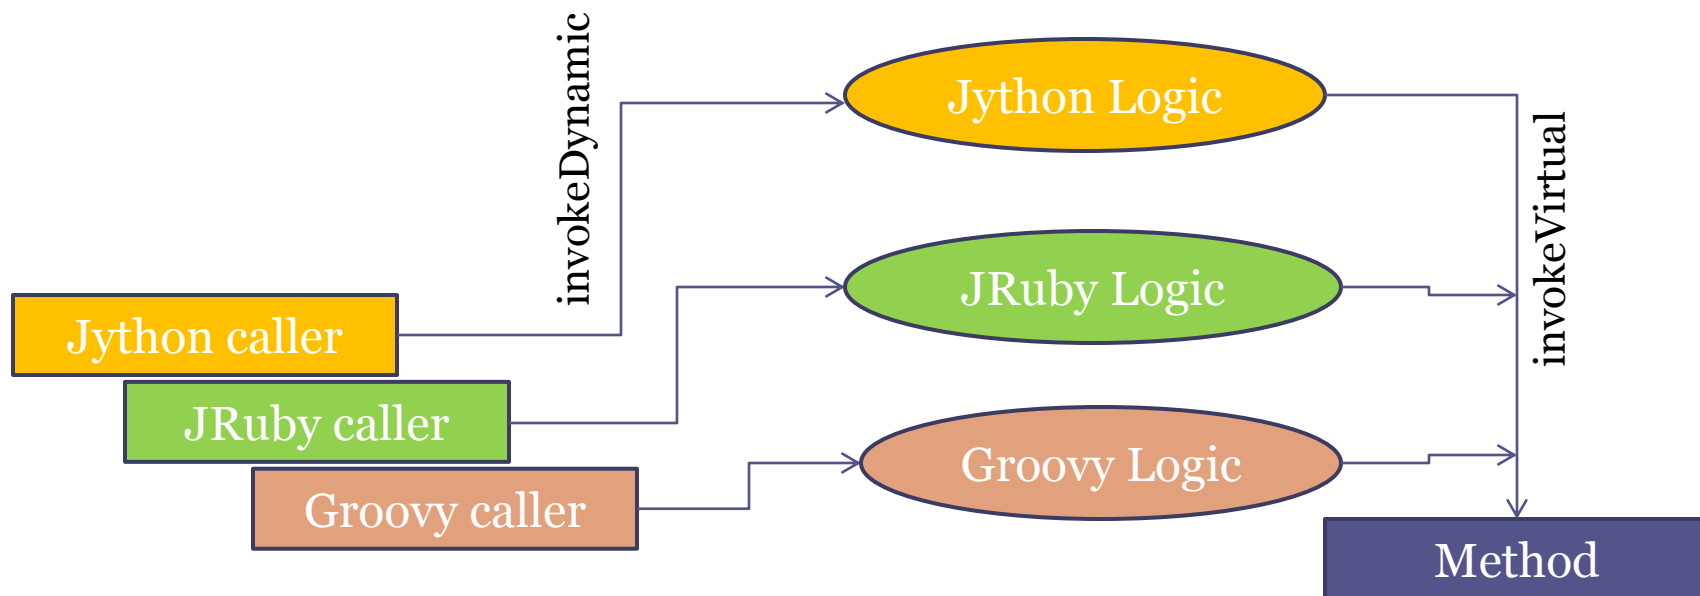 invokeDynamic
Jython Logic
invokeVirtual
JRuby Logic
Jython caller
JRuby caller
Groovy Logic
Groovy caller
Method